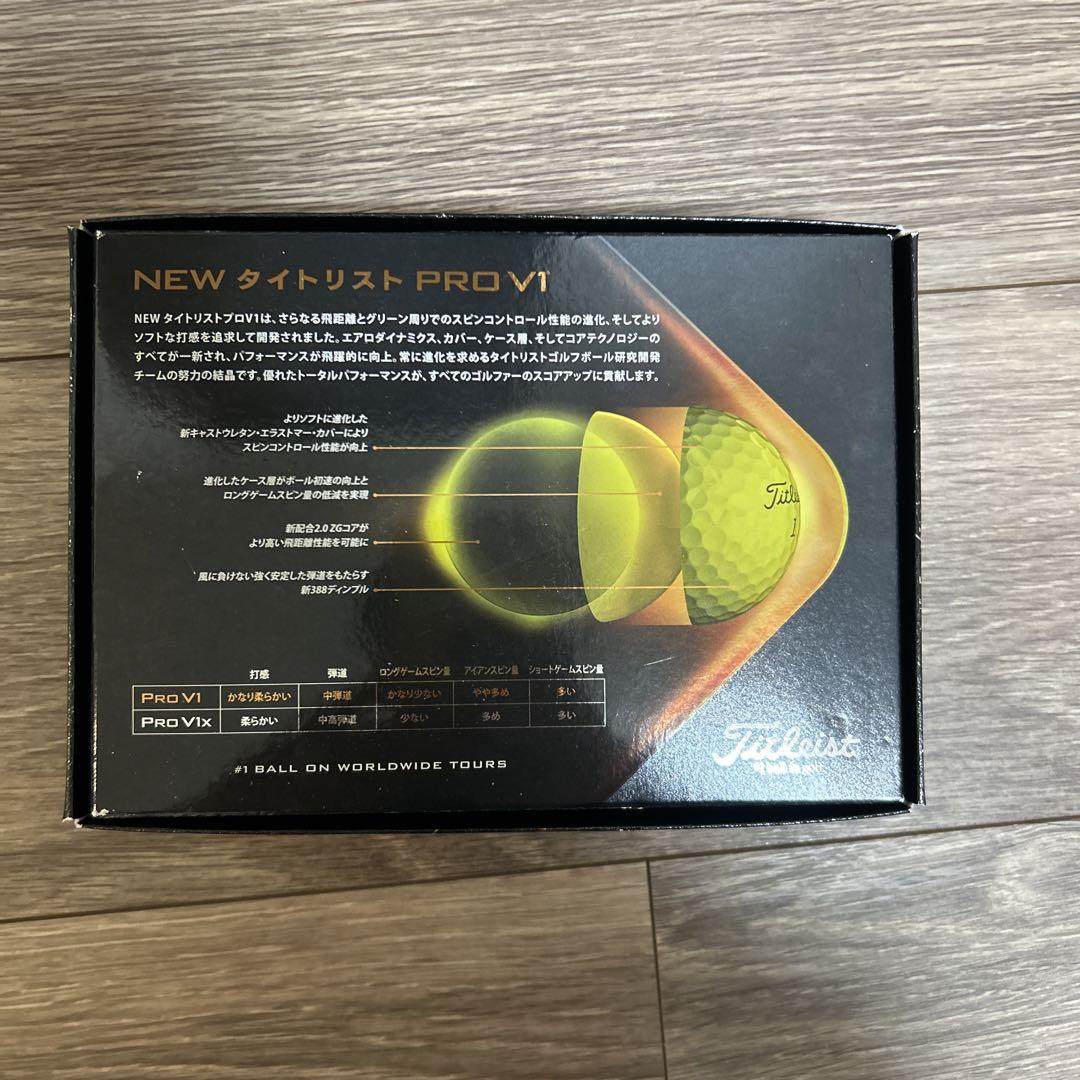 NEW タイトリスト PRO V1
NEW タイトリストプロV1は、さらなる飛距離とグリーン周りでのスピンコントロール性能の進化、そしてより
ソフトな打感を追求して開発されました。エアロダイナミクス、カバー、ケース層、そしてコアテクノロジーの
すべてが一新され、パフォーマンスが飛躍的に向上。常に進化を求めるタイトリストゴルフボール研究開発
チームの努力の結晶です。優れたトータルパフォーマンスが、すべてのゴルファーのスコアアップに貢献します。
よりソフトに進化した
新キャストウレタン・エラストマー・カバーにより
スピンコントロール性能が向上
進化したケース層がボール初速の向上と
ロングゲームスピン量の低減を実現
新配合2.0 ZGコアが
より高い飛距離性能を可能に
風に負けない強く安定した弾道をもたらす
新388ディンプル
Titleist
1
打感 弾道 ロングゲームスピン量 アイアンスピン量 ショートゲームスピン量
PRO V1 かなり柔らかい 中弾道 かなり少ない やや多め 多い
PRO V1x 柔らかい 中高弾道 少ない 多め 多い
Titleist
#1 ball in golf
#1 BALL ON WORLDWIDE TOURS